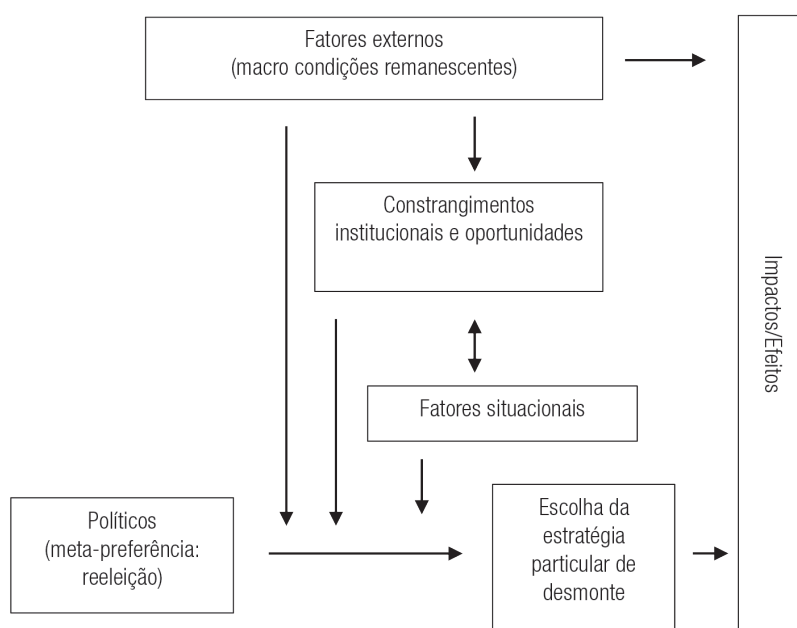 Fatores externos
(macro condições remanescentes)
Constrangimentos
institucionais e oportunidades
Fatores situacionais
Políticos
(meta-preferência:
reeleição)
Escolha da
estratégia
particular de
desmonte
Impactos/Efeitos